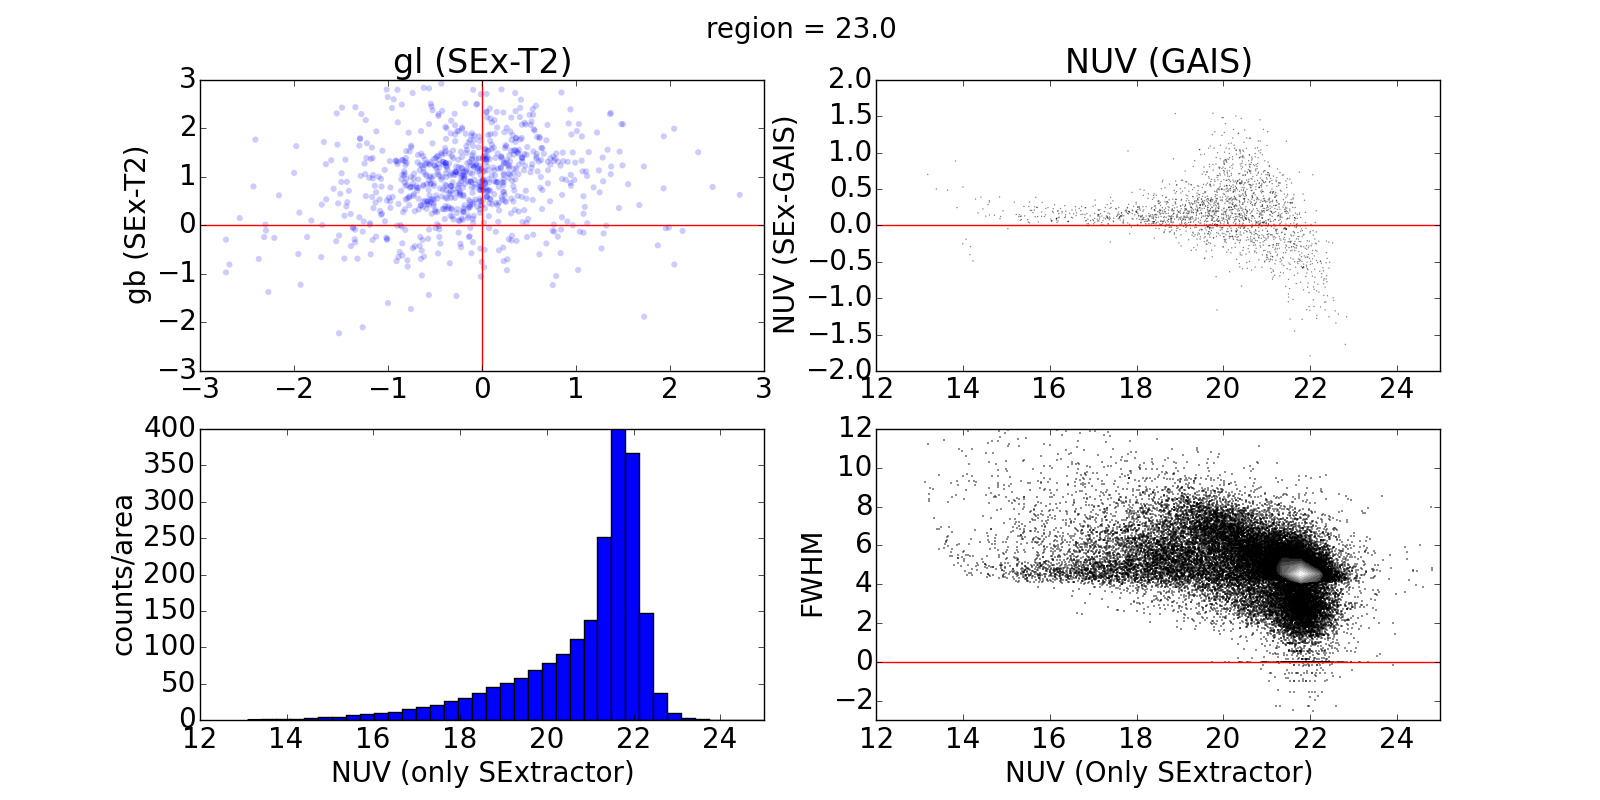 region = 23.0
gl (SEx-T2)
NUV (GAIS)
gb (SEx-T2)
3
2
1
0
−1
−2
−3
−3 −2 −1 0 1 2 3
NUV (SEx-GAIS)
2.0
1.5
1.0
0.5
0.0
−0.5
−1.0
−1.5
−2.0
12 14 16 18 20 22 24
counts/area
400
350
300
250
200
150
100
50
0
12 14 16 18 20 22 24
NUV (only SExtractor)
FWHM
12
10
8
6
4
2
0
−2
12 14 16 18 20 22 24
NUV (Only SExtractor)